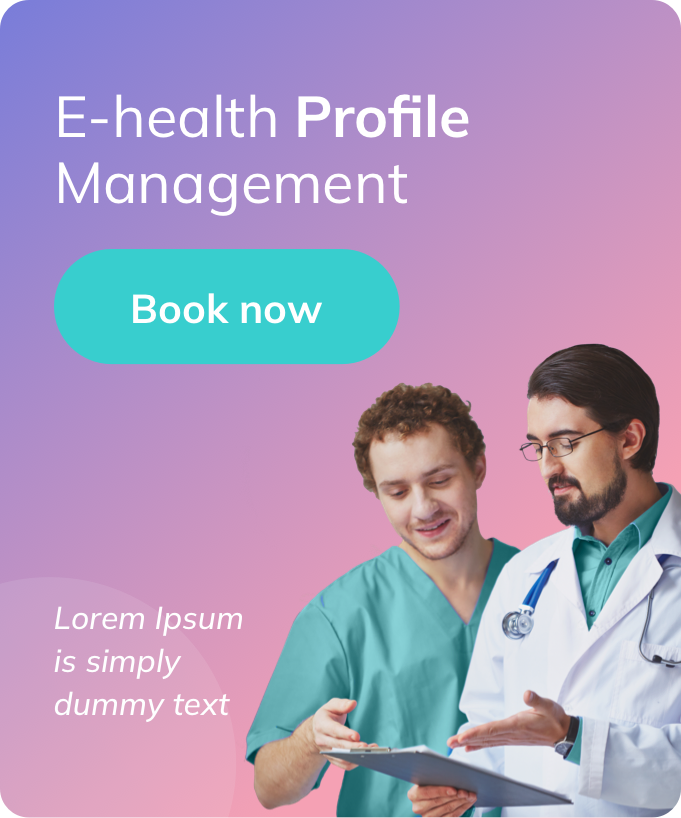 E-health Profile
Management
Book now
Lorem Ipsum
is simply
dummy text